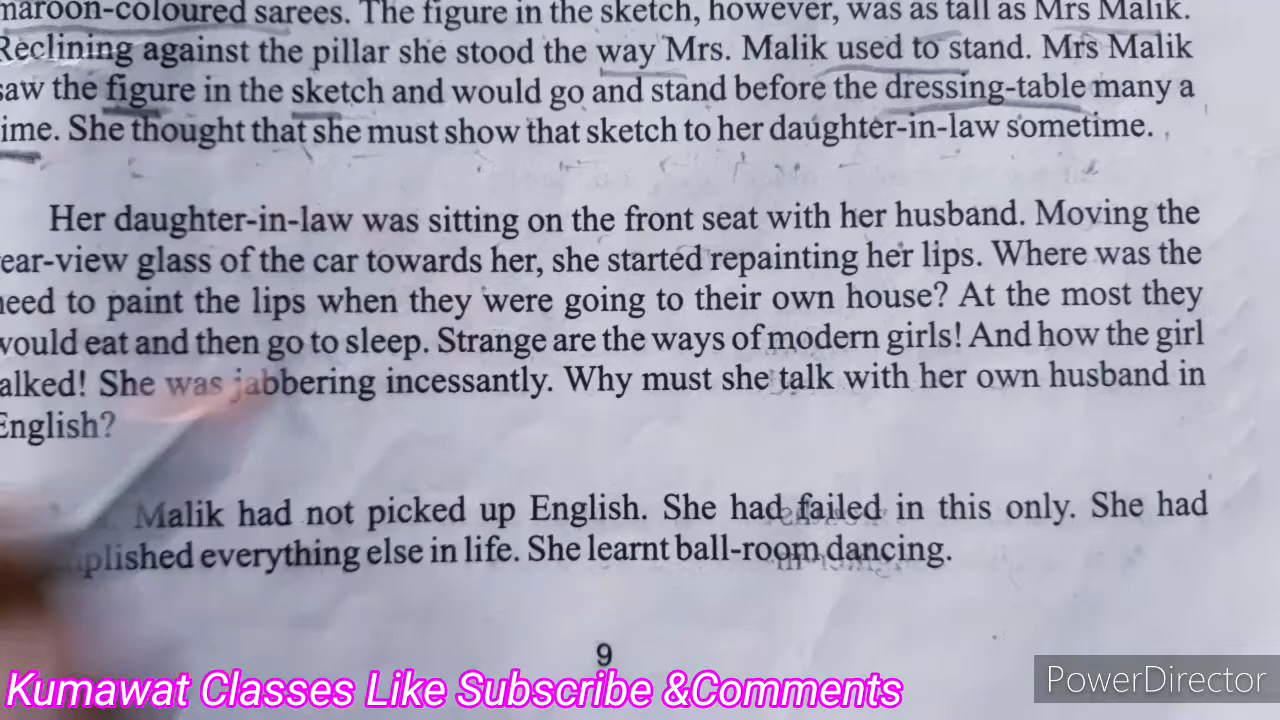 maroon-coloured sarees. The figure in the sketch, however, was as tall as Mrs Malik.
Reclining against the pillar she stood the way Mrs. Malik used to stand. Mrs Malik
saw the figure in the sketch and would go and stand before the dressing-table many a
ime. She thought that she must show that sketch to her daughter-in-law sometime.
Her daughter-in-law was sitting on the front seat with her husband. Moving the
ear-view glass of the car towards her, she started repainting her lips. Where was the
need to paint the lips when they were going to their own house? At the most they
would eat and then go to sleep. Strange are the ways of modern girls! And how the girl
alked! She was jabbering incessantly. Why must she talk with her own husband in
English?
Malik had not picked up English. She had failed in this only. She had
plished everything else in life. She learnt ball-room dancing.
9
Kumawat Classes Like Subscribe &Comments
PowerDirector